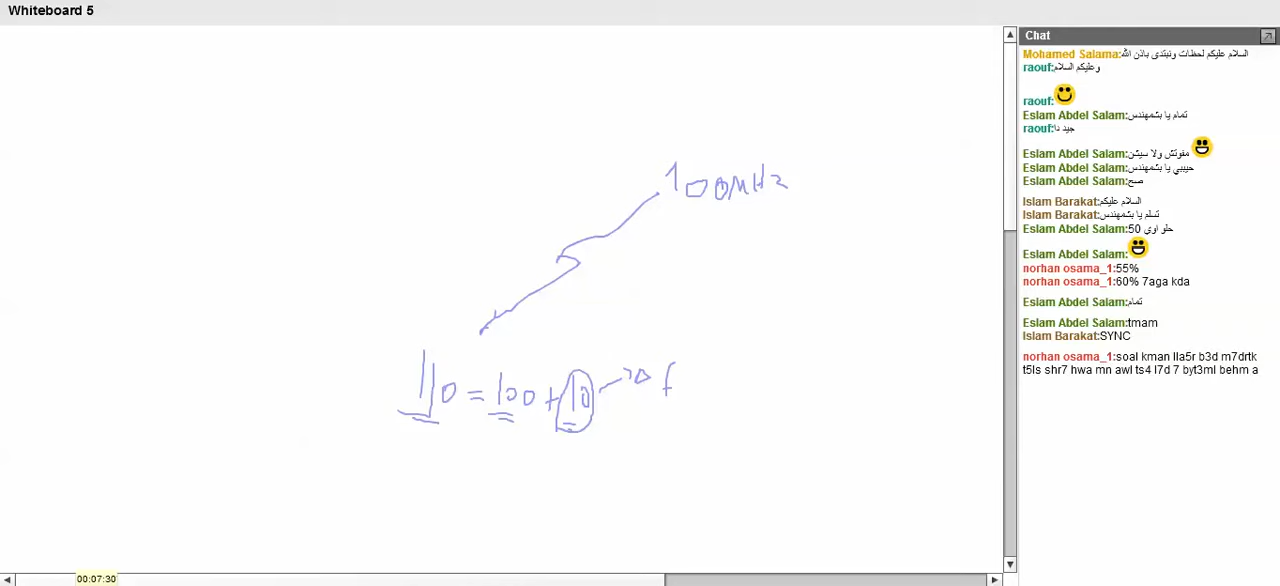 Whiteboard 5
Chat
Mohamed Salama:السلام عليكم لحظات ونبتدى باذن الله
raouf:وعليكم السلام
raouf:
Eslam Abdel Salam:تمام يا بشمهندس
raouf:جيد دا
Eslam Abdel Salam:مفوتش ولا سيشن
Eslam Abdel Salam:حبيبي يا بشمهندس
Eslam Abdel Salam:صح
Islam Barakat:السلام عليكم
Islam Barakat:تسلم يا بشمهندس
Eslam Abdel Salam:حلو اوي 50
Eslam Abdel Salam:
norhan osama_1:55%
norhan osama_1:60% 7aga kda
Eslam Abdel Salam:تمام
Eslam Abdel Salam:tmam
Islam Barakat:SYNC
norhan osama_1:soal kman lla5r b3d m7drtk
t5ls shr7 hwa mn awl ts4 l7d 7 byt3ml behm a
100MHz
110 = 100 + 10
f
00:07:30